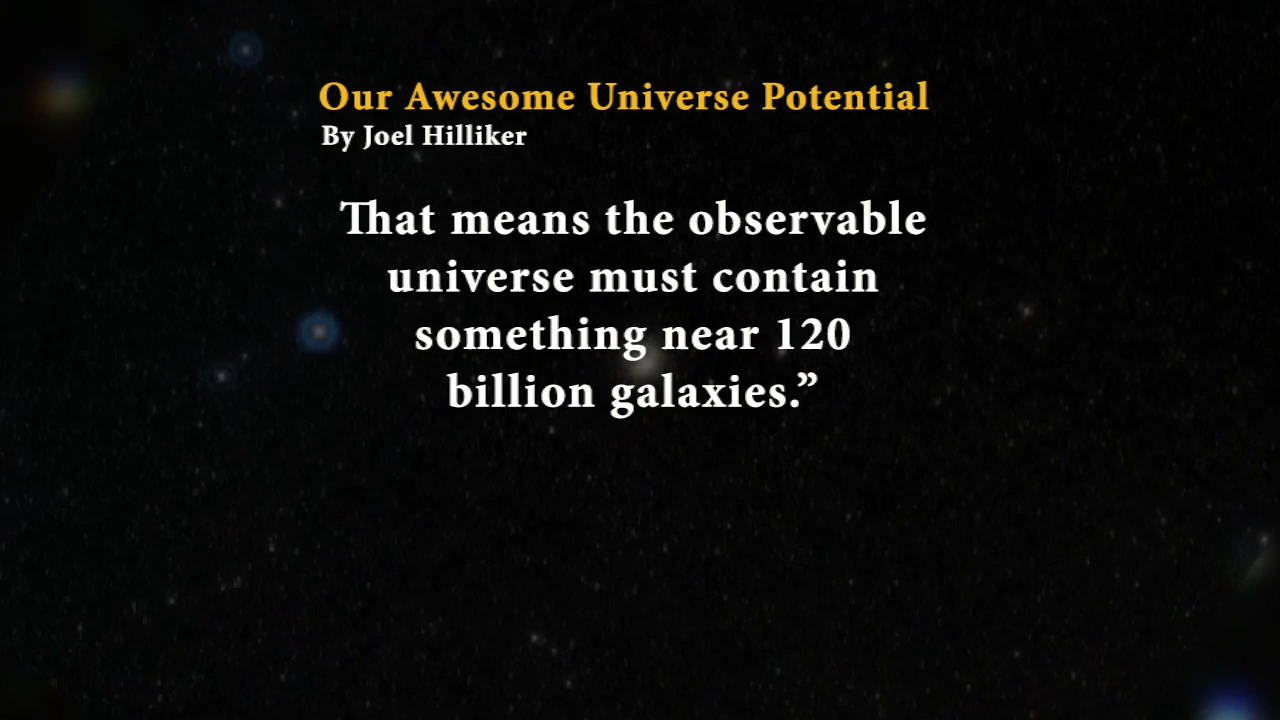 Our Awesome Universe Potential
By Joel Hilliker
That means the observable
universe must contain
something near 120
billion galaxies.”